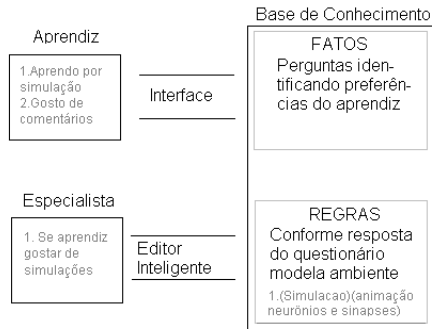 Base de Conhecimento
Aprendiz
1.Aprendo por
simulação
2.Gosto de
comentários
Interface
FATOS
Perguntas iden-
tificando preferên-
cias do aprendiz
Especialista
1. Se aprendiz
gostar de
simulações
Editor
Inteligente
REGRAS
Conforme resposta
do questionário
modela ambiente
1.(Simulacao)(animação
neurônios e sinapses)